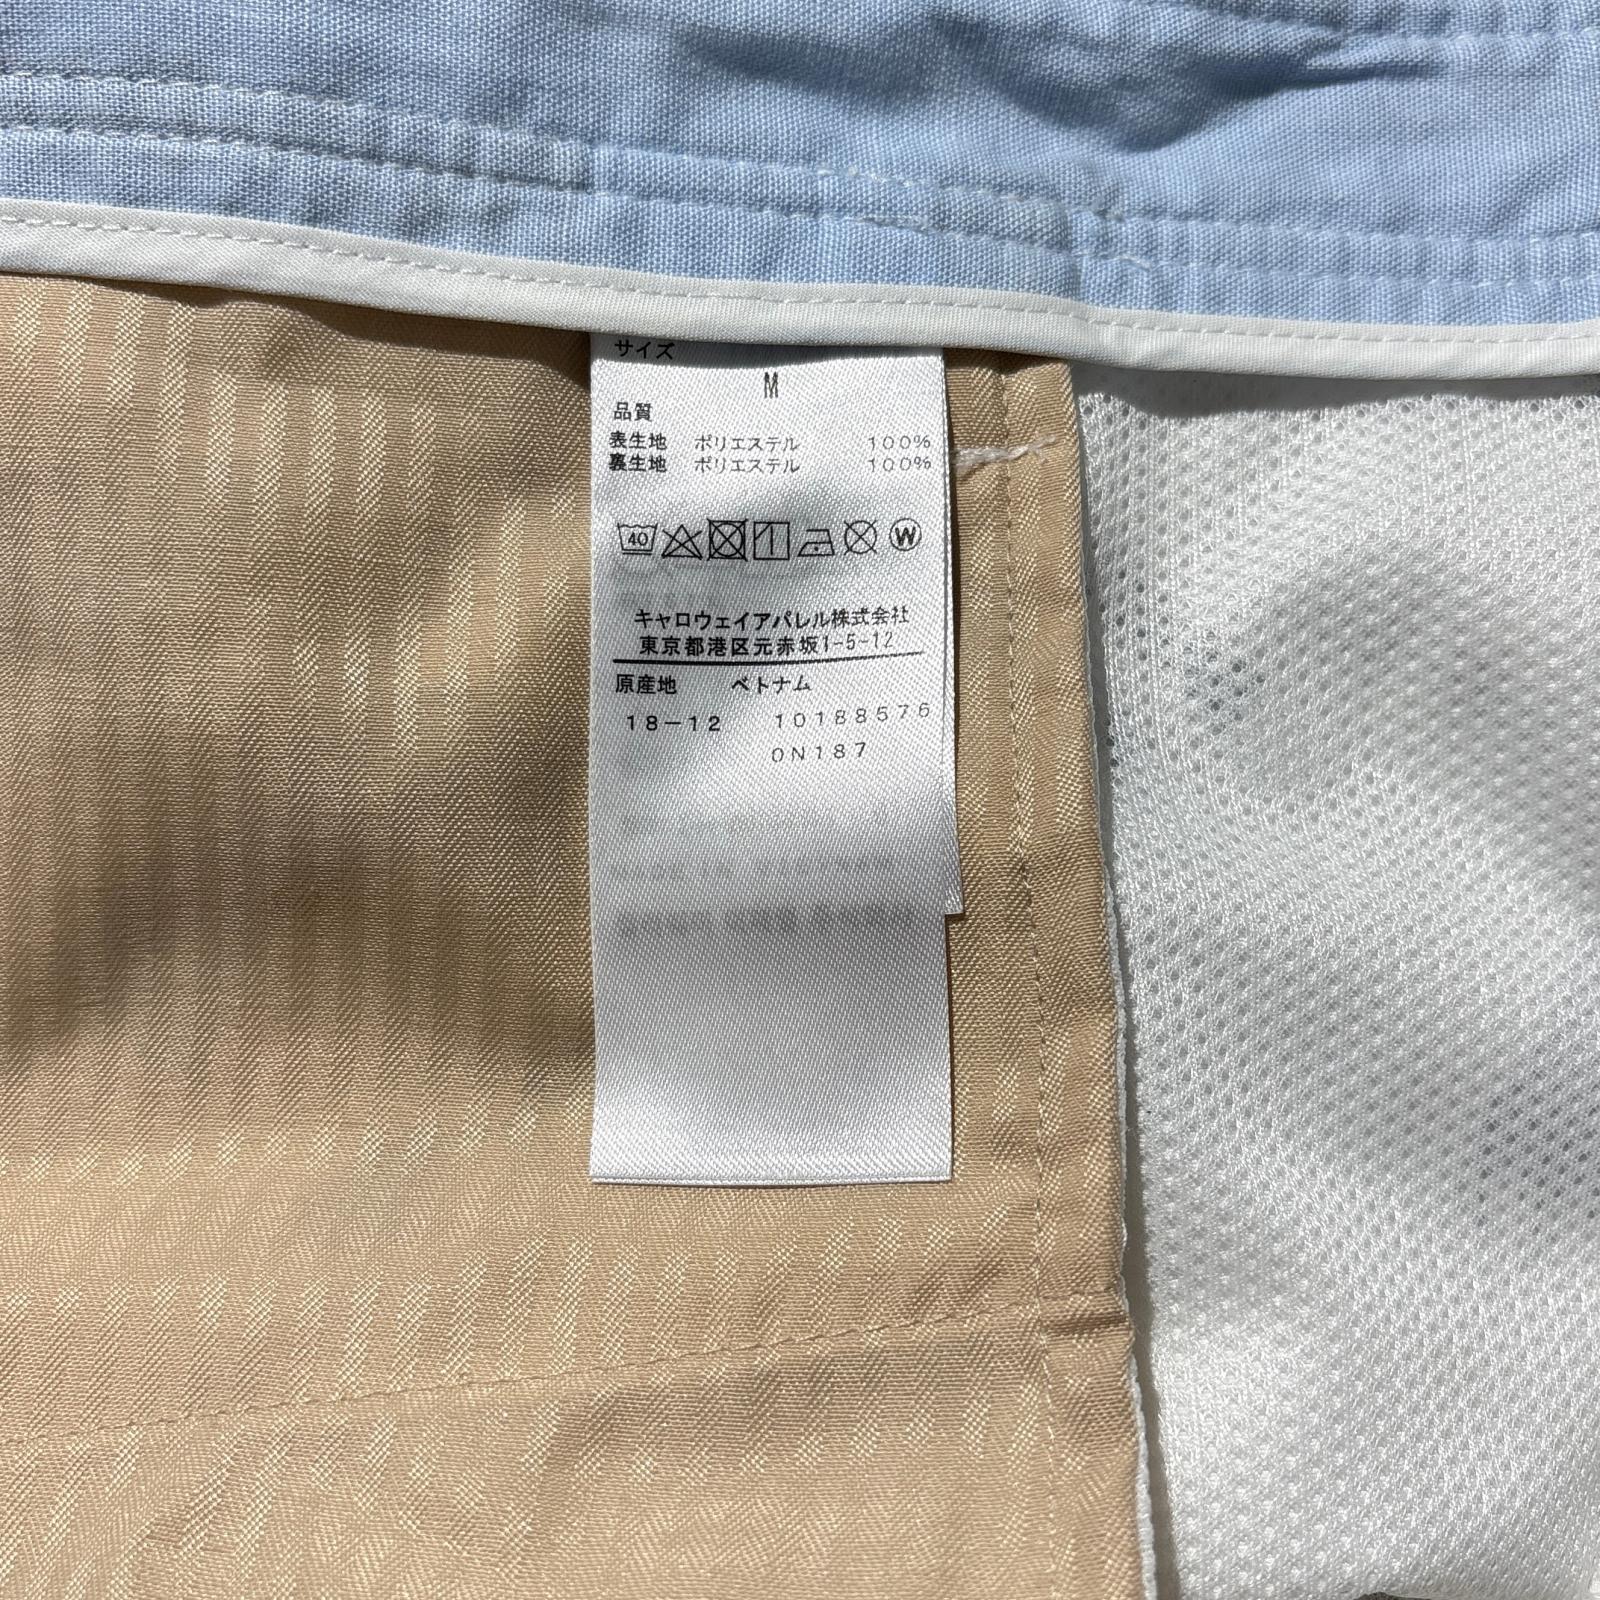 サイズ
M
品質
表生地 ポリエステル 100%
裏生地 ポリエステル 100%
40 W
キャロウェイアパレル株式会社
東京都港区元赤坂1-5-12
原産地 ベトナム
18-12 10188576
0N187